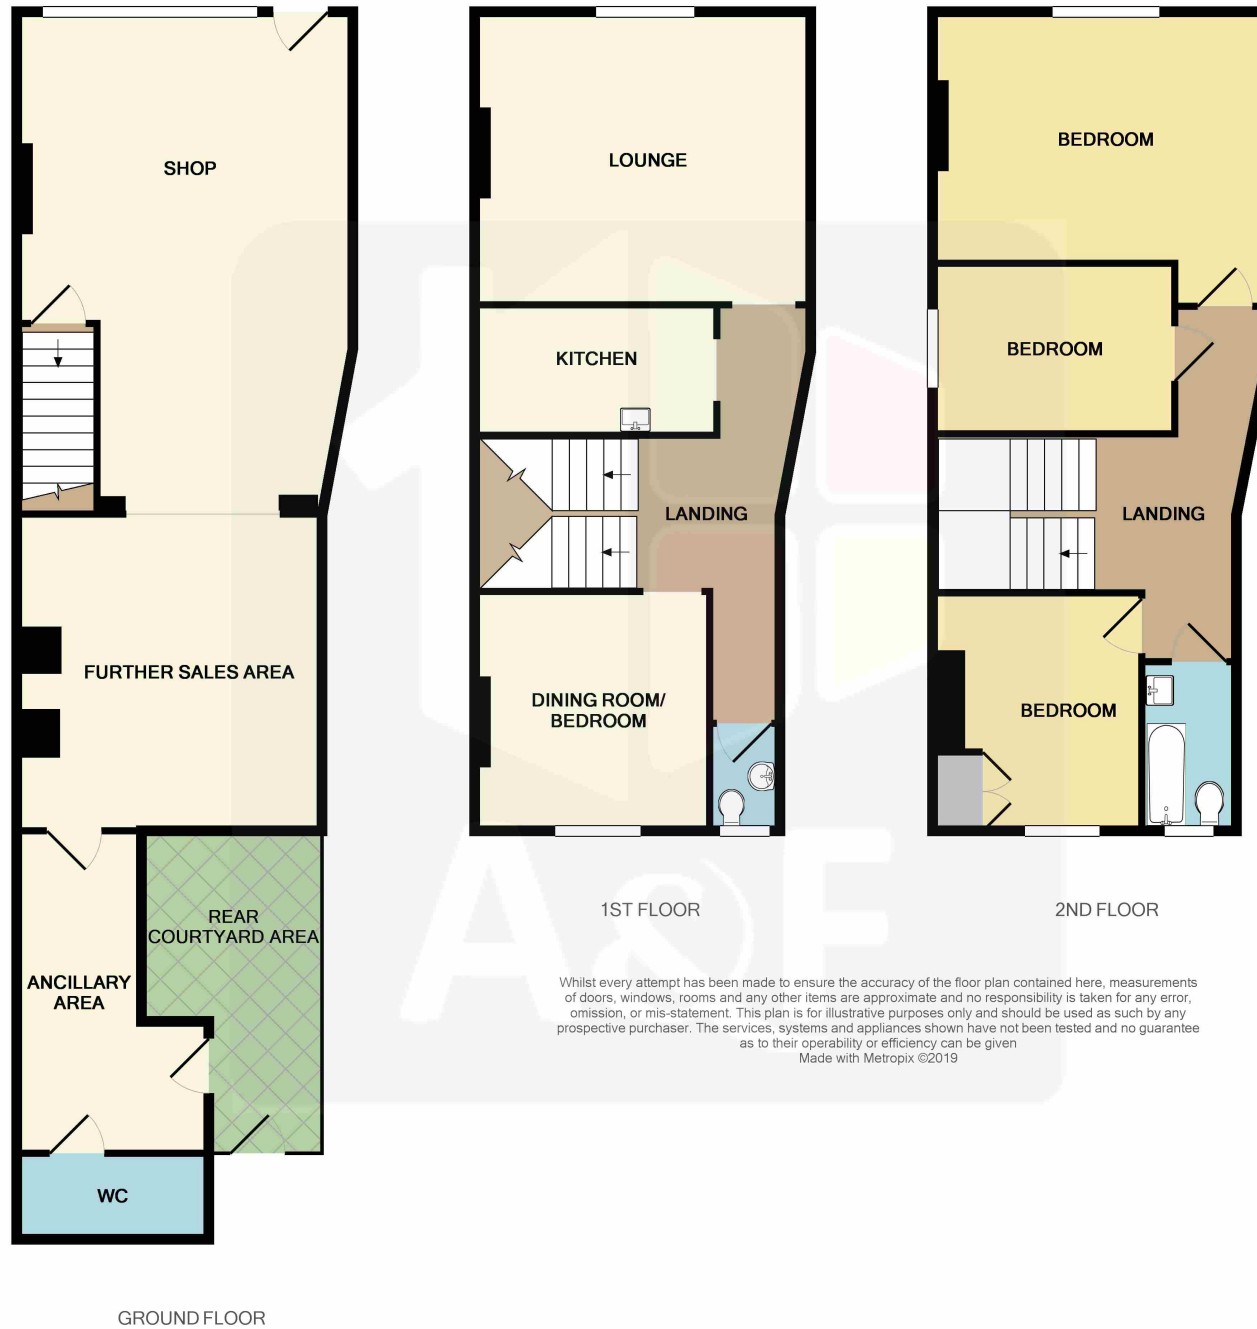 SHOP
FURTHER SALES AREA
ANCILLARY
AREA
REAR
COURTYARD AREA
WC
GROUND FLOOR
LOUNGE
KITCHEN
LANDING
DINING ROOM/
BEDROOM
1ST FLOOR
BEDROOM
BEDROOM
LANDING
BEDROOM
2ND FLOOR
A&F
Whilst every attempt has been made to ensure the accuracy of the floor plan contained here, measurements
of doors, windows, rooms and any other items are approximate and no responsibility is taken for any error,
omission, or mis-statement. This plan is for illustrative purposes only and should be used as such by any
prospective purchaser. The services, systems and appliances shown have not been tested and no guarantee
as to their operability or efficiency can be given
Made with Metropix ©2019